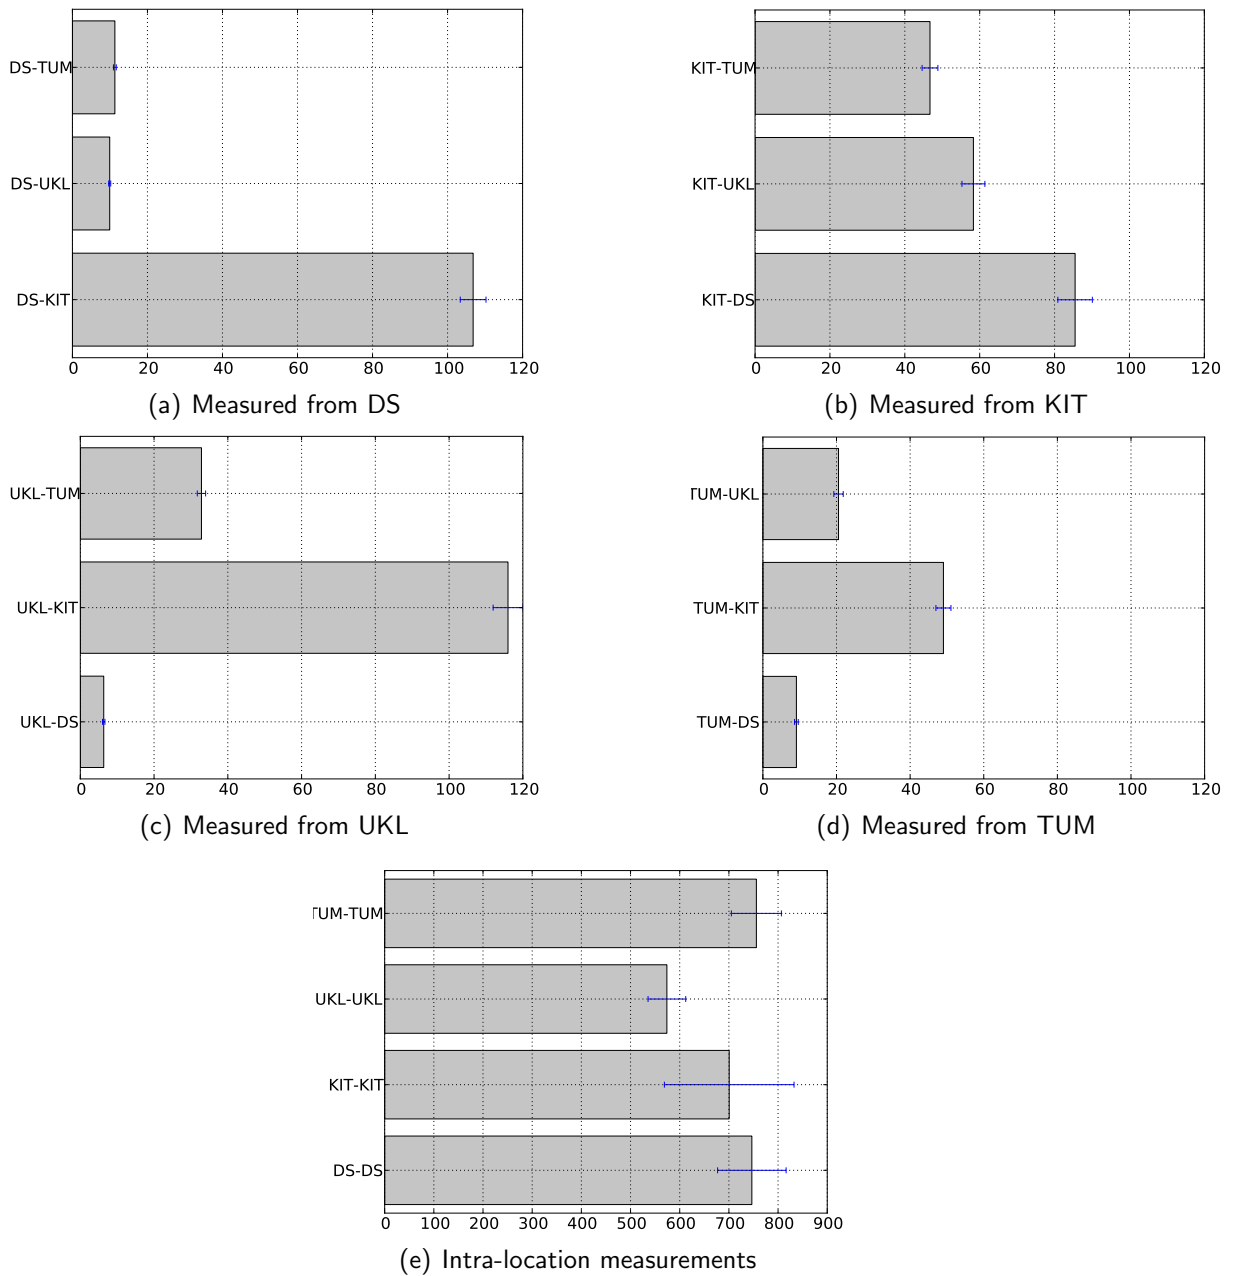 DS-TUM
DS-UKL
DS-KIT
0 20 40 60 80 100 120
(a) Measured from DS
KIT-TUM
KIT-UKL
KIT-DS
0 20 40 60 80 100 120
(b) Measured from KIT
UKL-TUM
UKL-KIT
UKL-DS
0 20 40 60 80 100 120
(c) Measured from UKL
TUM-UKL
TUM-KIT
TUM-DS
0 20 40 60 80 100 120
(d) Measured from TUM
TUM-TUM
UKL-UKL
KIT-KIT
DS-DS
0 100 200 300 400 500 600 700 800 900
(e) Intra-location measurements